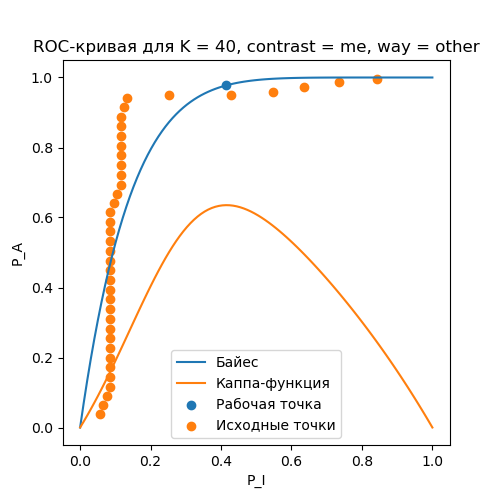 ROC-кривая для K = 40, contrast = me, way = other
P_A
1.0
0.8
0.6
0.4
0.2
0.0
Байес
Каппа-функция
Рабочая точка
Исходные точки
0.0 0.2 0.4 0.6 0.8 1.0
P_I